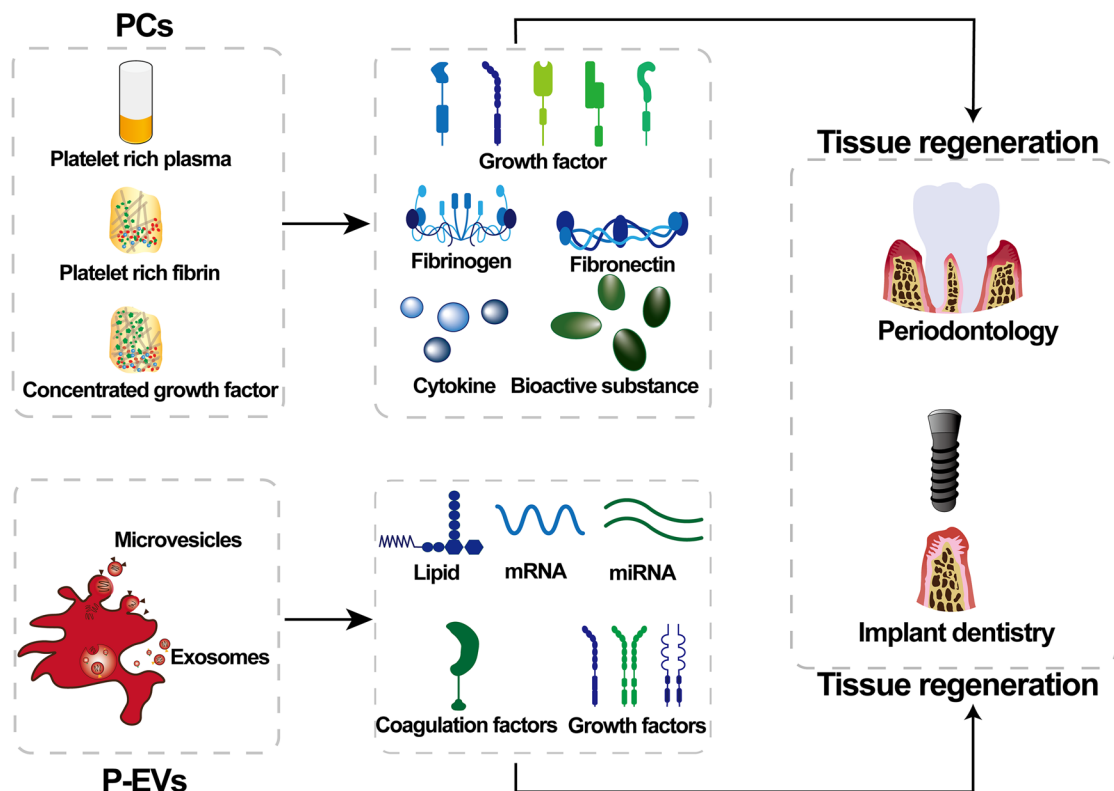 PCs
Platelet rich plasma
Platelet rich fibrin
Concentrated growth factor
Growth factor
Fibrinogen
Fibronectin
Cytokine
Bioactive substance
Tissue regeneration
Periodontology
Implant dentistry
Tissue regeneration
Microvesicles
Exosomes
P-EVs
Lipid
mRNA
miRNA
Coagulation factors
Growth factors